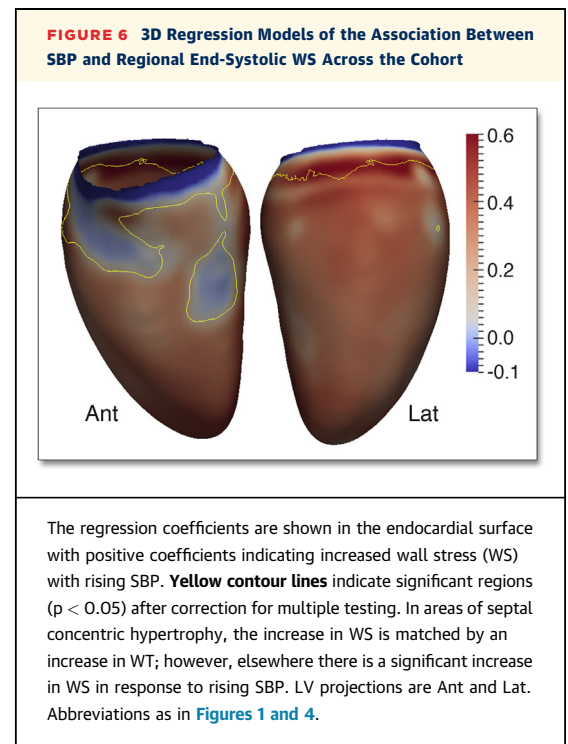 FIGURE 6 3D Regression Models of the Association Between
SBP and Regional End-Systolic WS Across the Cohort
0.6
0.4
0.2
0.0
-0.1
Ant
Lat
The regression coefficients are shown in the endocardial surface
with positive coefficients indicating increased wall stress (WS)
with rising SBP. Yellow contour lines indicate significant regions
(p < 0.05) after correction for multiple testing. In areas of septal
concentric hypertrophy, the increase in WS is matched by an
increase in WT; however, elsewhere there is a significant increase
in WS in response to rising SBP. LV projections are Ant and Lat.
Abbreviations as in Figures 1 and 4.